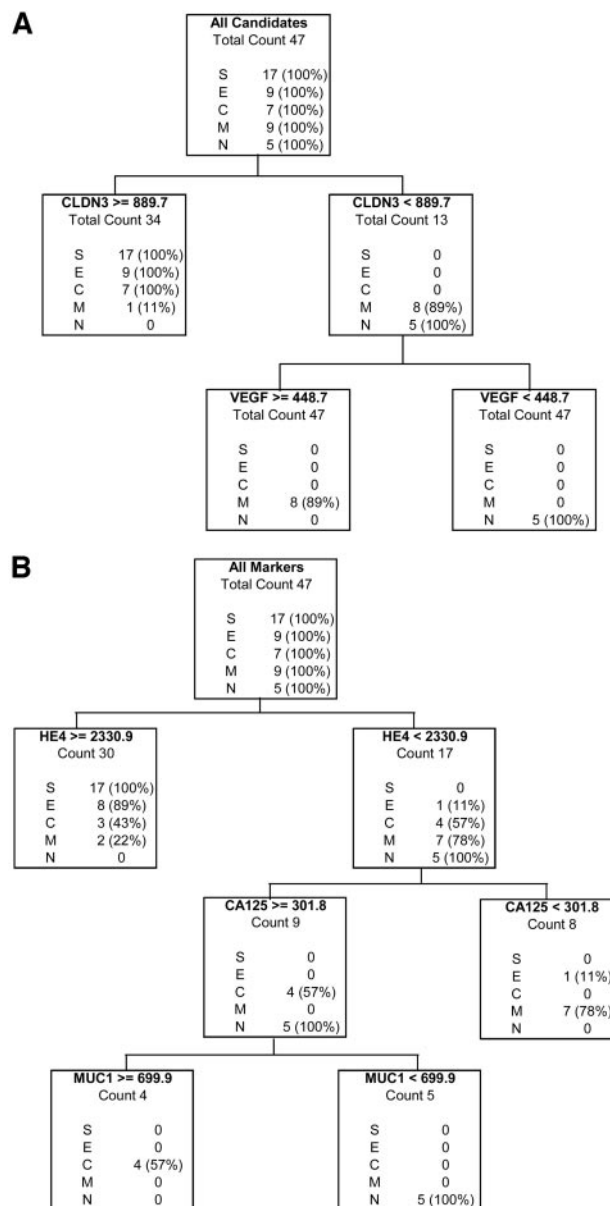 A
All Candidates
Total Count 47
S 17 (100%)
E 9 (100%)
C 7 (100%)
M 9 (100%)
N 5 (100%)
CLDN3 >= 889.7
Total Count 34
S 17 (100%)
E 9 (100%)
C 7 (100%)
M 1 (11%)
N 0
CLDN3 < 889.7
Total Count 13
S 0
E 0
C 0
M 8 (89%)
N 5 (100%)
VEGF >= 448.7
Total Count 47
S 0
E 0
C 0
M 8 (89%)
N 0
VEGF < 448.7
Total Count 47
S 0
E 0
C 0
M 0
N 5 (100%)
B
All Markers
Total Count 47
S 17 (100%)
E 9 (100%)
C 7 (100%)
M 9 (100%)
N 5 (100%)
HE4 >= 2330.9
Count 30
S 17 (100%)
E 8 (89%)
C 3 (43%)
M 2 (22%)
N 0
HE4 < 2330.9
Count 17
S 0
E 1 (11%)
C 4 (57%)
M 7 (78%)
N 5 (100%)
CA125 >= 301.8
Count 9
S 0
E 0
C 4 (57%)
M 0
N 5 (100%)
CA125 < 301.8
Count 8
S 0
E 1 (11%)
C 0
M 7 (78%)
N 0
MUC1 >= 699.9
Count 4
S 0
E 0
C 4 (57%)
M 0
N 0
MUC1 < 699.9
Count 5
S 0
E 0
C 0
M 0
N 5 (100%)